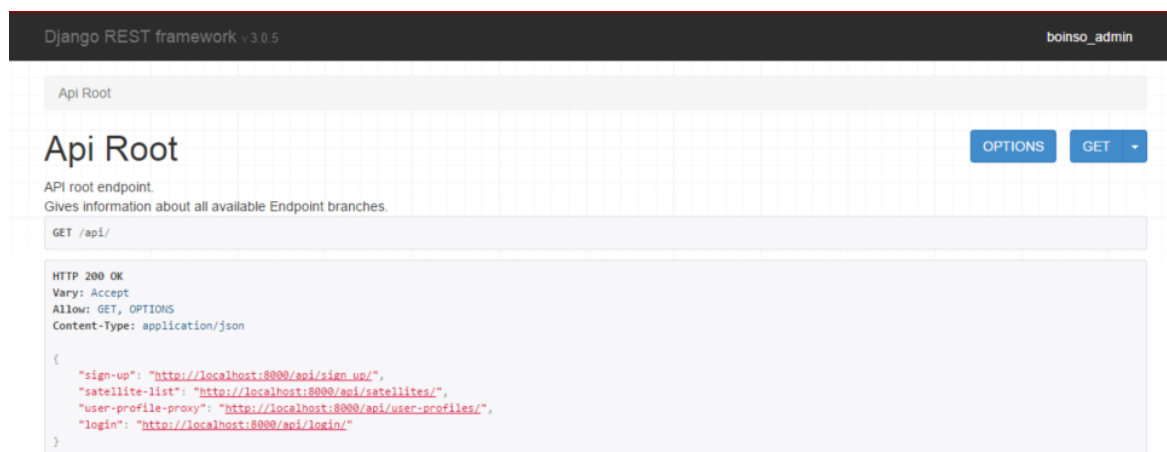 Django REST framework v 3.0.5
boinso_admin
Api Root
Api Root
OPTIONS
GET
API root endpoint.
Gives information about all available Endpoint branches.
GET /api/
HTTP 200 OK
Vary: Accept
Allow: GET, OPTIONS
Content-Type: application/json
{
"sign-up": "http://localhost:8000/api/sign_up/",
"satellite-list": "http://localhost:8000/api/satellites/",
"user-profile-proxy": "http://localhost:8000/api/user-profiles/",
"login": "http://localhost:8000/api/login/"
}